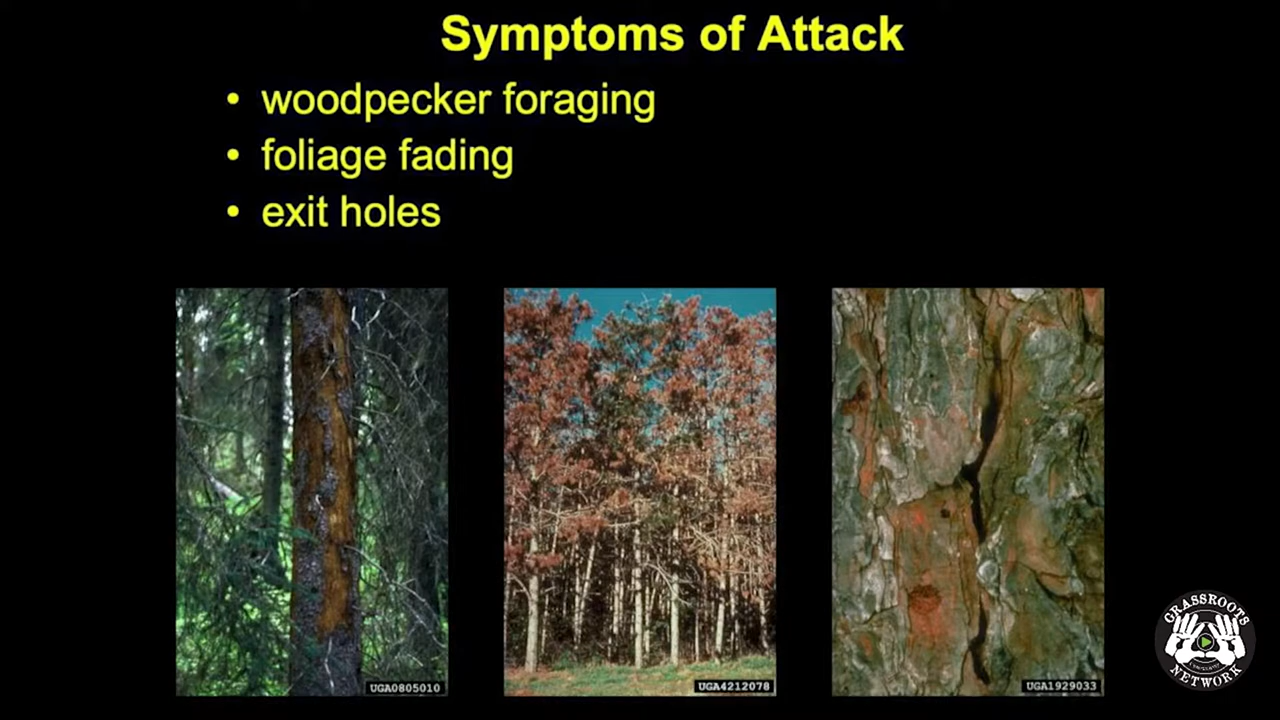 Symptoms of Attack
• woodpecker foraging
• foliage fading
• exit holes
UGA0805010
UGA4212078
UGA1929033
GRASSROOTS
NETWORK